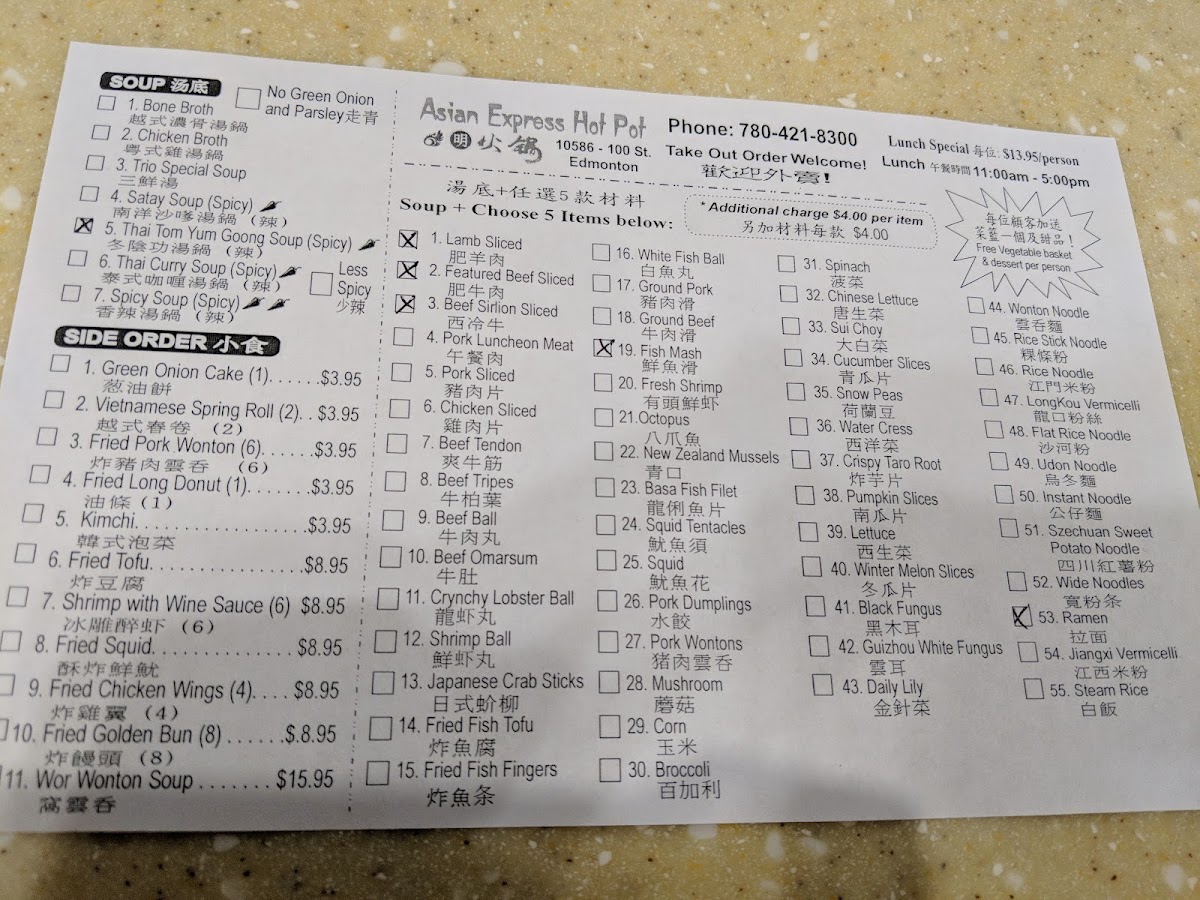 SOUP 汤底
No Green Onion
and Parsley走青
1. Bone Broth
越式濃骨湯鍋
2. Chicken Broth
粵式雞湯鍋
3. Trio Special Soup
三鮮湯
4. Satay Soup (Spicy)
南洋沙嗲湯鍋 (辣)
5. Thai Tom Yum Goong Soup (Spicy)
冬陰功湯鍋 (辣)
6. Thai Curry Soup (Spicy)
泰式咖喱湯鍋 (辣)
Less
Spicy
少辣
7. Spicy Soup (Spicy)
香辣湯鍋 (辣)
SIDE ORDER 小食
1. Green Onion Cake (1)......$3.95
葱油餅
2. Vietnamese Spring Roll (2).. $3.95
越式春卷 (2)
3. Fried Pork Wonton (6).......$3.95
炸豬肉雲吞 (6)
4. Fried Long Donut (1)........$3.95
油條 (1)
5. Kimchi.........................$3.95
韓式泡菜
6. Fried Tofu.......................$8.95
炸豆腐
7. Shrimp with Wine Sauce (6) $8.95
冰雕醉虾 (6)
8. Fried Squid.....................$8.95
酥炸鮮魷
9. Fried Chicken Wings (4).... $8.95
炸雞翼 (4)
10. Fried Golden Bun (8) ......$.8.95
炸饅頭 (8)
11. Wor Wonton Soup ........ $15.95
窩雲吞
Asian Express Hot Pot
明火锅
10586 - 100 St.
Edmonton
Phone: 780-421-8300
Take Out Order Welcome!
歡迎外賣!
Lunch Special 每位: $13.95/person
Lunch 午餐時間 11:00am - 5:00pm
湯底+任選5款材料
Soup + Choose 5 Items below:
* Additional charge $4.00 per item
另加材料每款 $4.00
每位顧客加送
菜籃一個及甜品!
Free Vegetable basket
& dessert per person
1. Lamb Sliced
肥羊肉
2. Featured Beef Sliced
肥牛肉
3. Beef Sirlion Sliced
西冷牛
4. Pork Luncheon Meat
午餐肉
5. Pork Sliced
豬肉片
6. Chicken Sliced
雞肉片
7. Beef Tendon
爽牛筋
8. Beef Tripes
牛柏葉
9. Beef Ball
牛肉丸
10. Beef Omarsum
牛肚
11. Crynchy Lobster Ball
龍虾丸
12. Shrimp Ball
鮮虾丸
13. Japanese Crab Sticks
日式蚧柳
14. Fried Fish Tofu
炸魚腐
15. Fried Fish Fingers
炸魚条
16. White Fish Ball
白魚丸
17. Ground Pork
豬肉滑
18. Ground Beef
牛肉滑
19. Fish Mash
鮮魚滑
20. Fresh Shrimp
有頭鮮虾
21.Octopus
八爪魚
22. New Zealand Mussels
青口
23. Basa Fish Filet
龍俐魚片
24. Squid Tentacles
魷魚須
25. Squid
魷魚花
26. Pork Dumplings
水餃
27. Pork Wontons
猪肉雲吞
28. Mushroom
蘑菇
29. Corn
玉米
30. Broccoli
百加利
31. Spinach
菠菜
32. Chinese Lettuce
唐生菜
33. Sui Choy
大白菜
34. Cucumber Slices
青瓜片
35. Snow Peas
荷蘭豆
36. Water Cress
西洋菜
37. Crispy Taro Root
炸芋片
38. Pumpkin Slices
南瓜片
39. Lettuce
西生菜
40. Winter Melon Slices
冬瓜片
41. Black Fungus
黑木耳
42. Guizhou White Fungus
雲耳
43. Daily Lily
金針菜
44. Wonton Noodle
雲吞麵
45. Rice Stick Noodle
粿條粉
46. Rice Noodle
江門米粉
47. LongKou Vermicelli
龍口粉絲
48. Flat Rice Noodle
沙河粉
49. Udon Noodle
烏冬麵
50. Instant Noodle
公仔麵
51. Szechuan Sweet
Potato Noodle
四川紅薯粉
52. Wide Noodles
寬粉条
53. Ramen
拉面
54. Jiangxi Vermicelli
江西米粉
55. Steam Rice
白飯